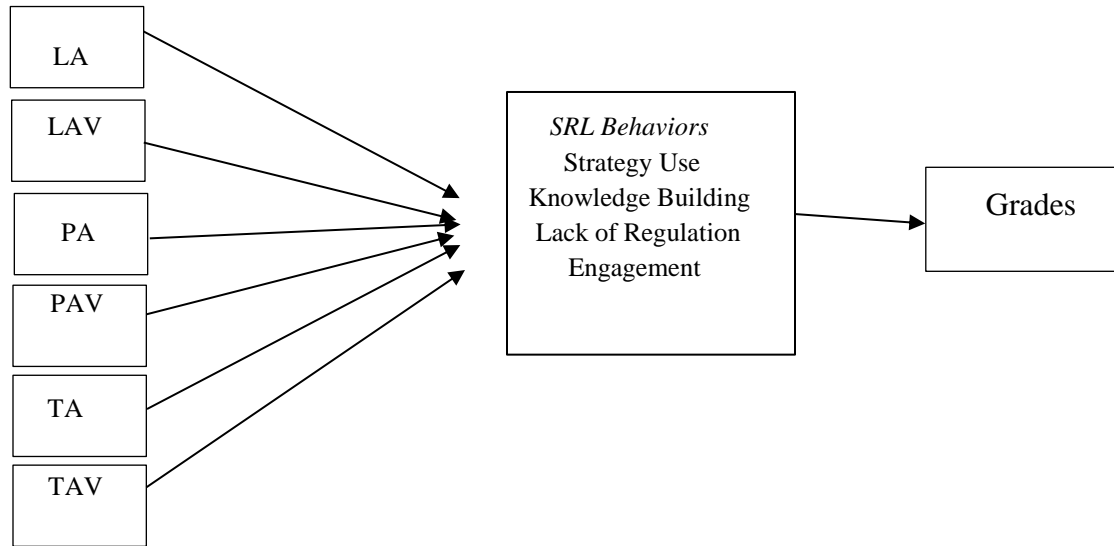 LA
LAV
PA
PAV
TA
TAV
SRL Behaviors
Strategy Use
Knowledge Building
Lack of Regulation
Engagement
Grades